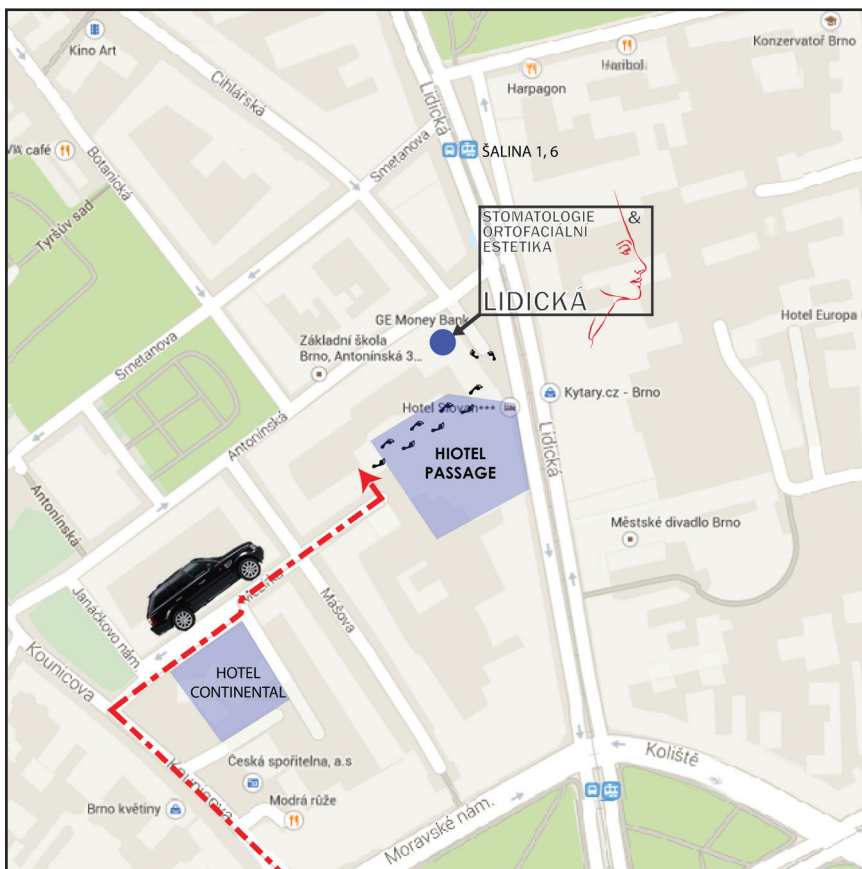 Kino Art
Konzervatoř Brno
Cihlářská
Lidická
Harpagon
Haribol
café
Botanická
Smetanova
ŠALINA 1, 6
Tyršův sad
STOMATOLOGIE &
ORTOFACIÁLNÍ
ESTETIKA
LIDICKÁ
GE Money Bank
Hotel Europa
Základní škola
Brno, Antonínská 3...
Smetanova
Kytary.cz - Brno
Hotel Slovan***
Antonínská
Lidická
HIOTEL
PASSAGE
Antonínská
Městské divadlo Brno
Janáčkovo nám.
Mášova
Kounicova
HOTEL
CONTINENTAL
Koliště
Česká spořitelna, a.s
Kounicova
Modrá růže
Brno květiny
Moravské nám.